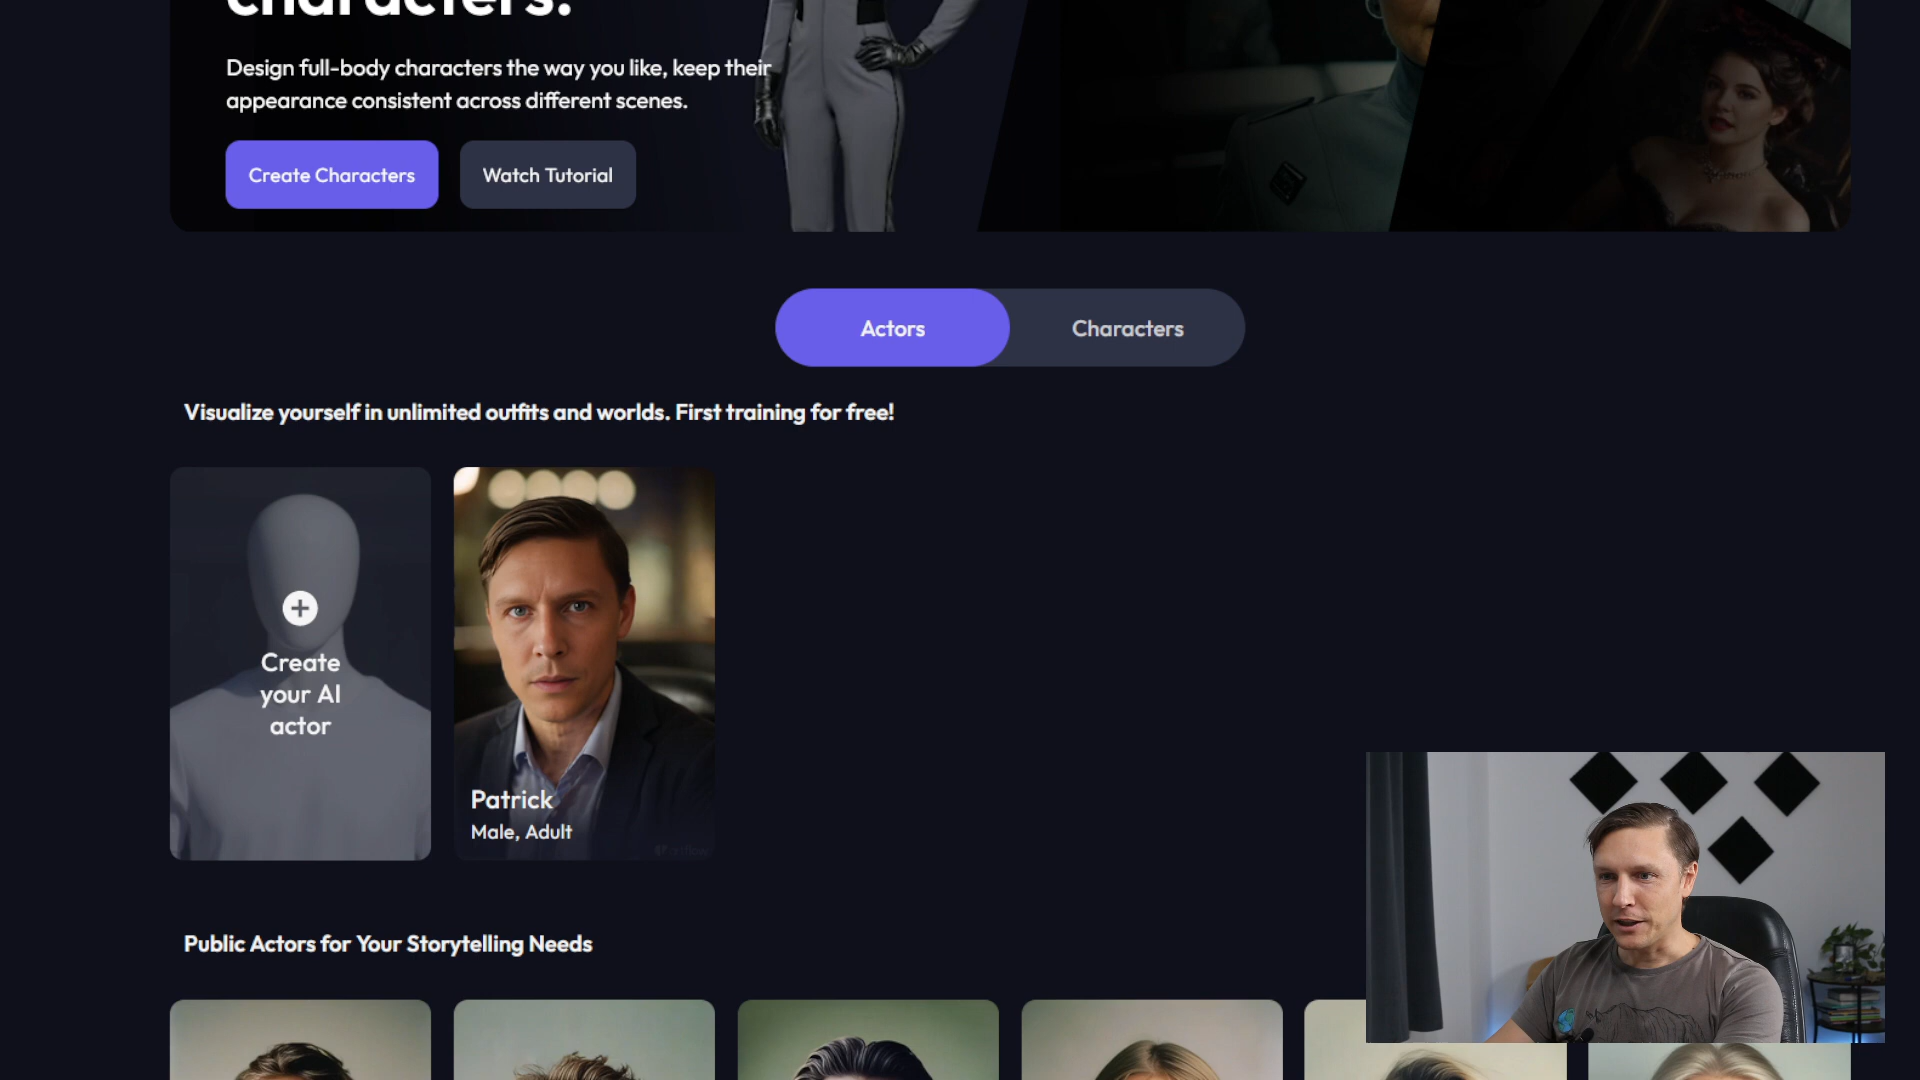 characters.
Design full-body characters the way you like, keep their
appearance consistent across different scenes.
Create Characters
Watch Tutorial
Actors
Characters
Visualize yourself in unlimited outfits and worlds. First training for free!
Create
your AI
actor
Patrick
Male, Adult
Public Actors for Your Storytelling Needs